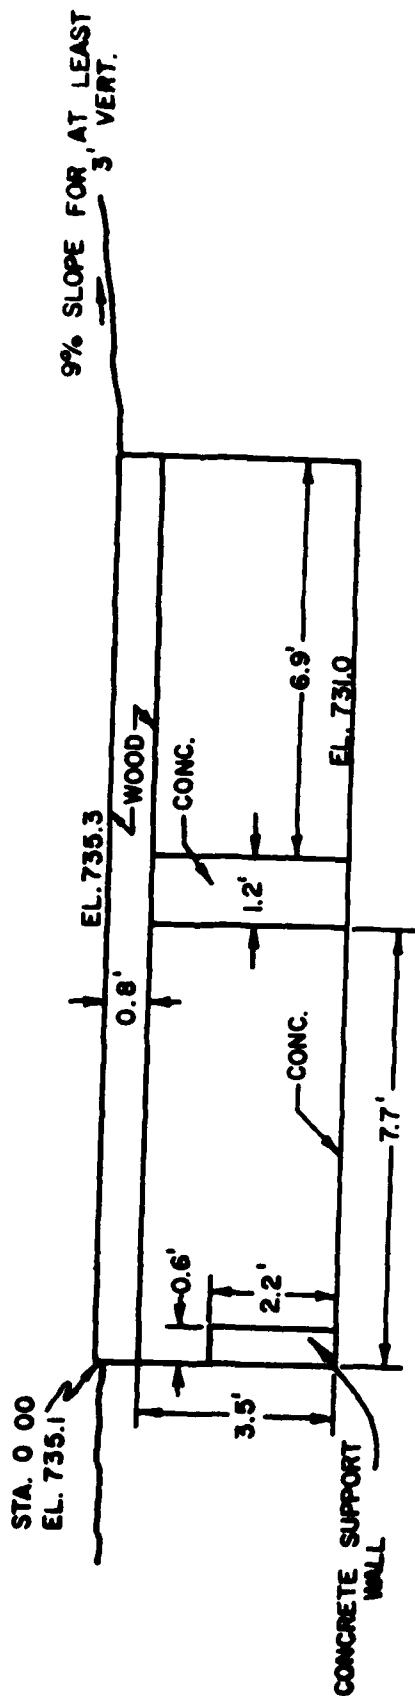 STA. 0 00
EL. 735.1
EL. 735.3
WOOD
0.8'
9% SLOPE FOR AT LEAST
3' VERT.
CONC.
1.2'
6.9'
EL. 731.0
0.6'
2.2'
3.5'
CONC.
7.7'
CONCRETE SUPPORT
WALL